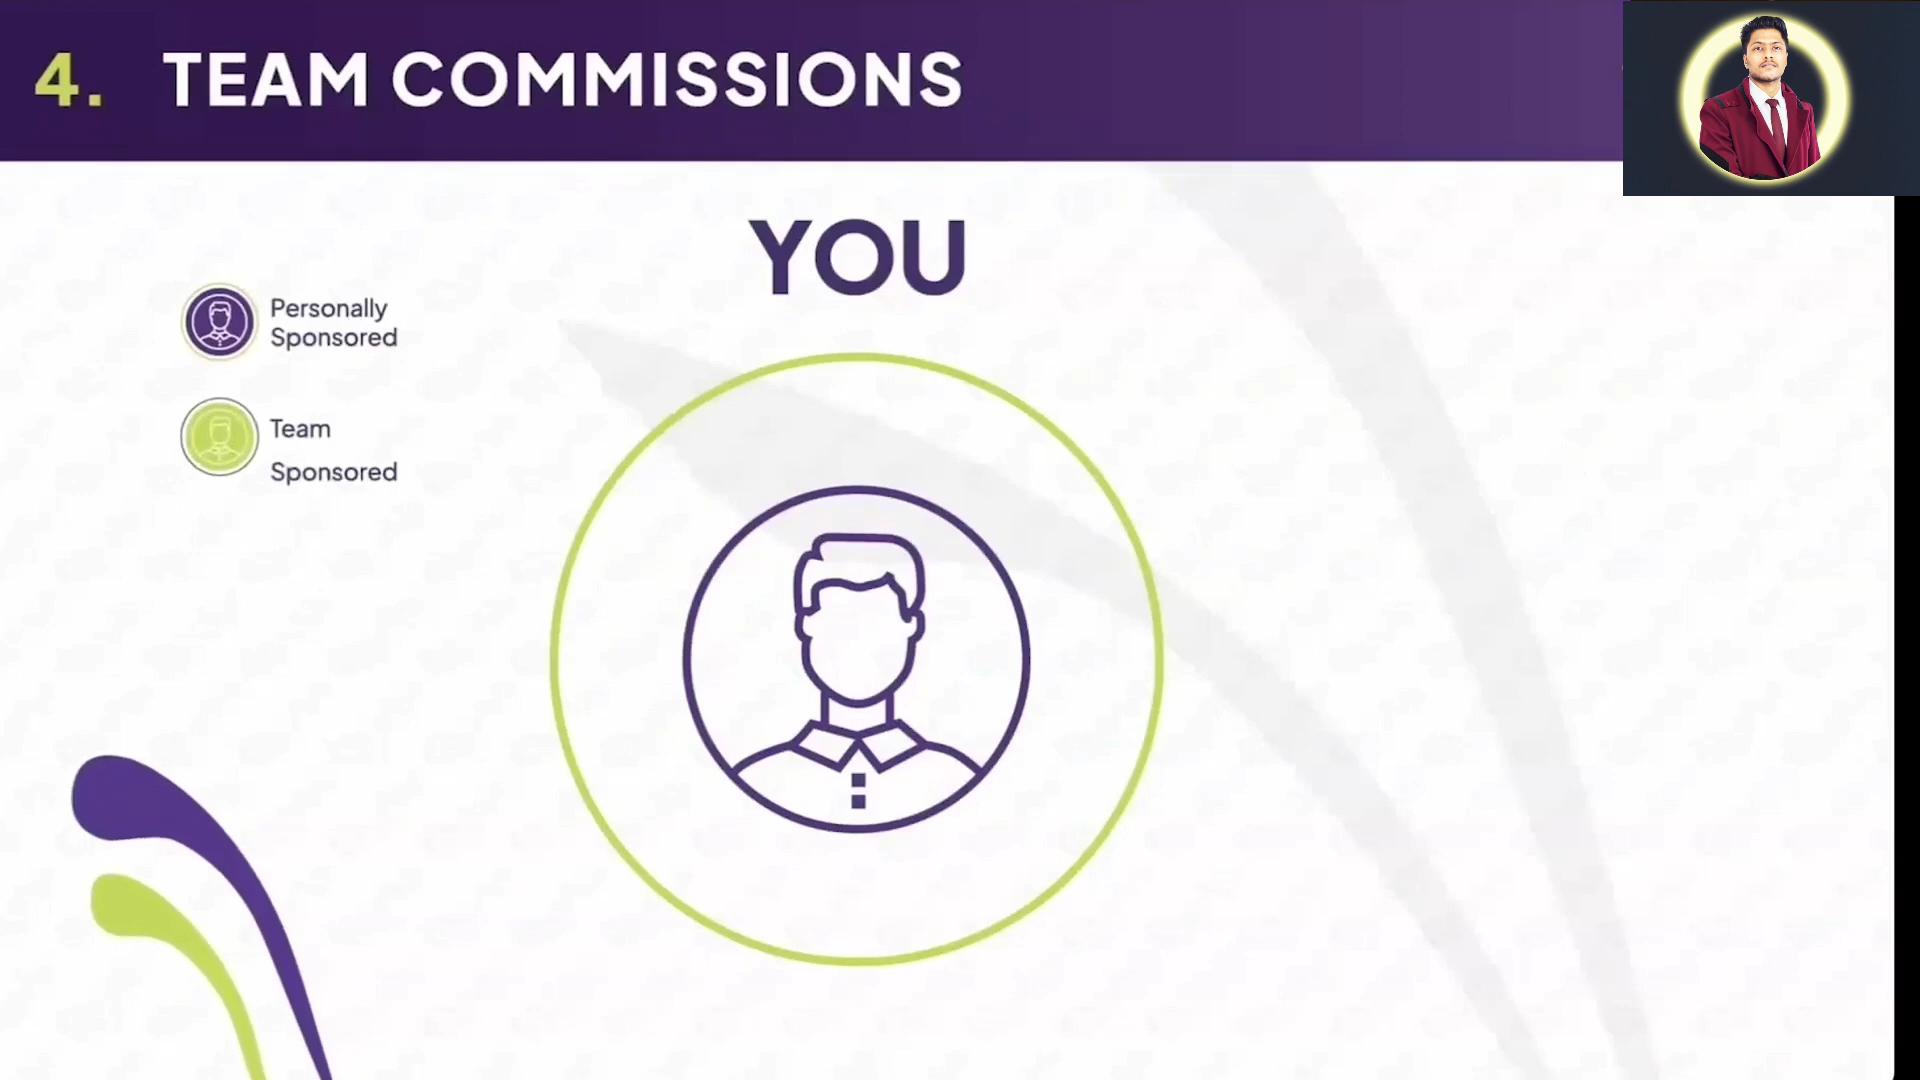 4. TEAM COMMISSIONS
YOU
Personally
Sponsored
Team
Sponsored